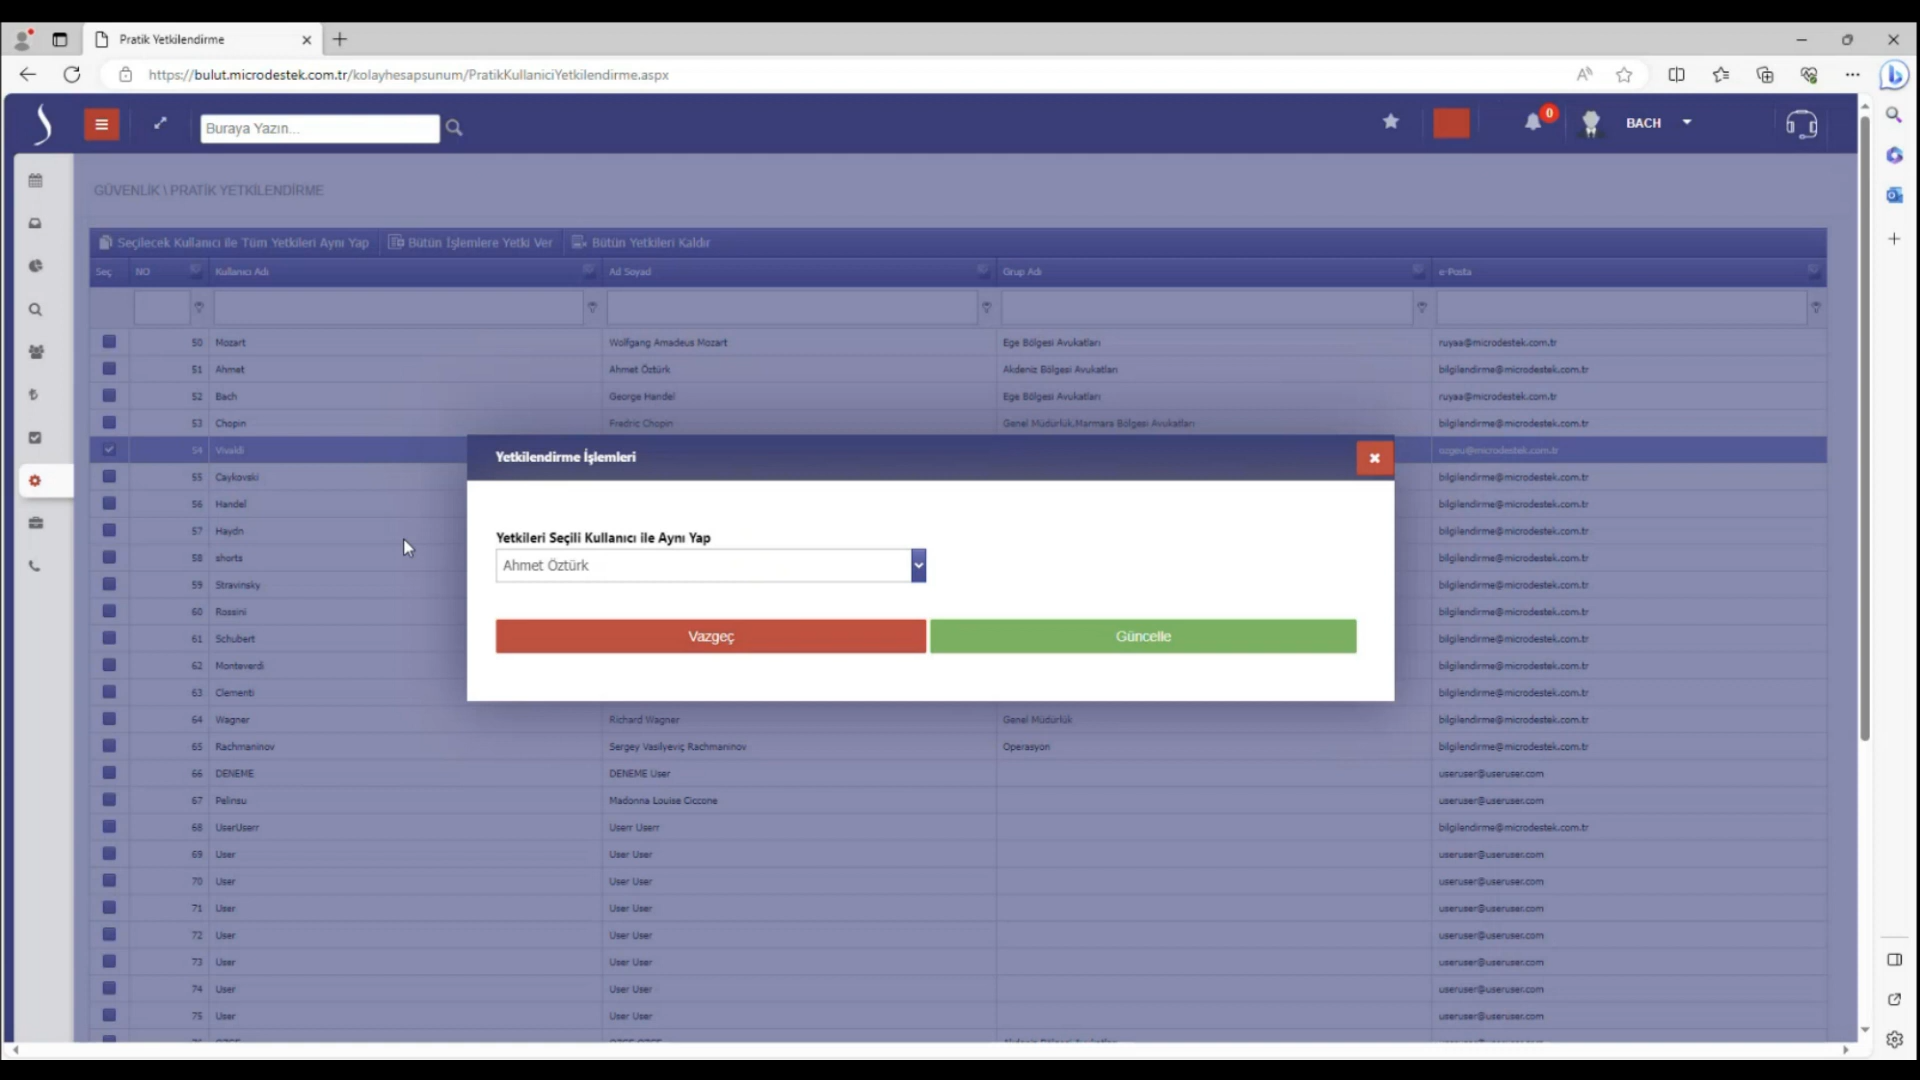 Pratik Yetkilendirme
https://bulut.microdestek.com.tr/kolayhesapsunum/PratikKullaniciYetkilendirme.aspx
Buraya Yazın...
0
BACH
GÜVENLİK \ PRATİK YETKİLENDİRME
Seçilecek Kullanıcı ile Tüm Yetkileri Aynı Yap Bütün İşlemlere Yetki Ver Bütün Yetkileri Kaldır
Seç NO Kullanıcı Adı Ad Soyad Grup Adı e-Posta
50 Mozart Wolfgang Amadeus Mozart Ege Bölgesi Avukatları ruyaa@microdestek.com.tr
51 Ahmet Ahmet Öztürk Akdeniz Bölgesi Avukatları bilgilendirme@microdestek.com.tr
52 Bach George Handel Ege Bölgesi Avukatları ruyaa@microdestek.com.tr
53 Chopin Fredric Chopin Genel Müdürlük,Marmara Bölgesi Avukatları bilgilendirme@microdestek.com.tr
54 Vivaldi ozgeu@microdestek.com.tr
Yetkilendirme İşlemleri
55 Caykovski bilgilendirme@microdestek.com.tr
56 Handel bilgilendirme@microdestek.com.tr
57 Haydn bilgilendirme@microdestek.com.tr
Yetkileri Seçili Kullanıcı ile Aynı Yap
58 shorts bilgilendirme@microdestek.com.tr
Ahmet Öztürk
59 Stravinsky bilgilendirme@microdestek.com.tr
60 Rossini bilgilendirme@microdestek.com.tr
61 Schubert bilgilendirme@microdestek.com.tr
Vazgeç Güncelle
62 Monteverdi bilgilendirme@microdestek.com.tr
63 Clementi bilgilendirme@microdestek.com.tr
64 Wagner Richard Wagner Genel Müdürlük bilgilendirme@microdestek.com.tr
65 Rachmaninov Sergey Vasilyeviç Rachmaninov Operasyon bilgilendirme@microdestek.com.tr
66 DENEME DENEME User useruser@useruser.com
67 Pelinsu Madonna Louise Ciccone useruser@useruser.com
68 UserUserr Userr Userr bilgilendirme@microdestek.com.tr
69 User User User useruser@useruser.com
70 User User User useruser@useruser.com
71 User User User useruser@useruser.com
72 User User User useruser@useruser.com
73 User User User useruser@useruser.com
74 User User User useruser@useruser.com
75 User User User useruser@useruser.com